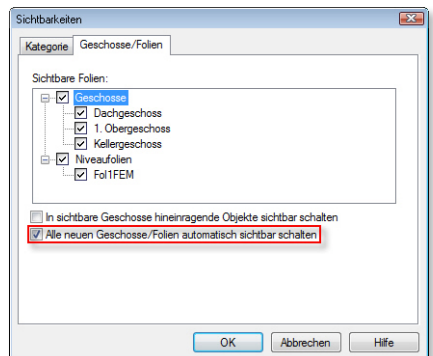 Sichtbarkeiten
Kategorie Geschosse/Folien
Sichtbare Folien:
Geschosse
Dachgeschoss
1. Obergeschoss
Kellergeschoss
Niveaufolien
Fol1FEM
In sichtbare Geschosse hineinragende Objekte sichtbar schalten
Alle neuen Geschosse/Folien automatisch sichtbar schalten
OK Abbrechen Hilfe